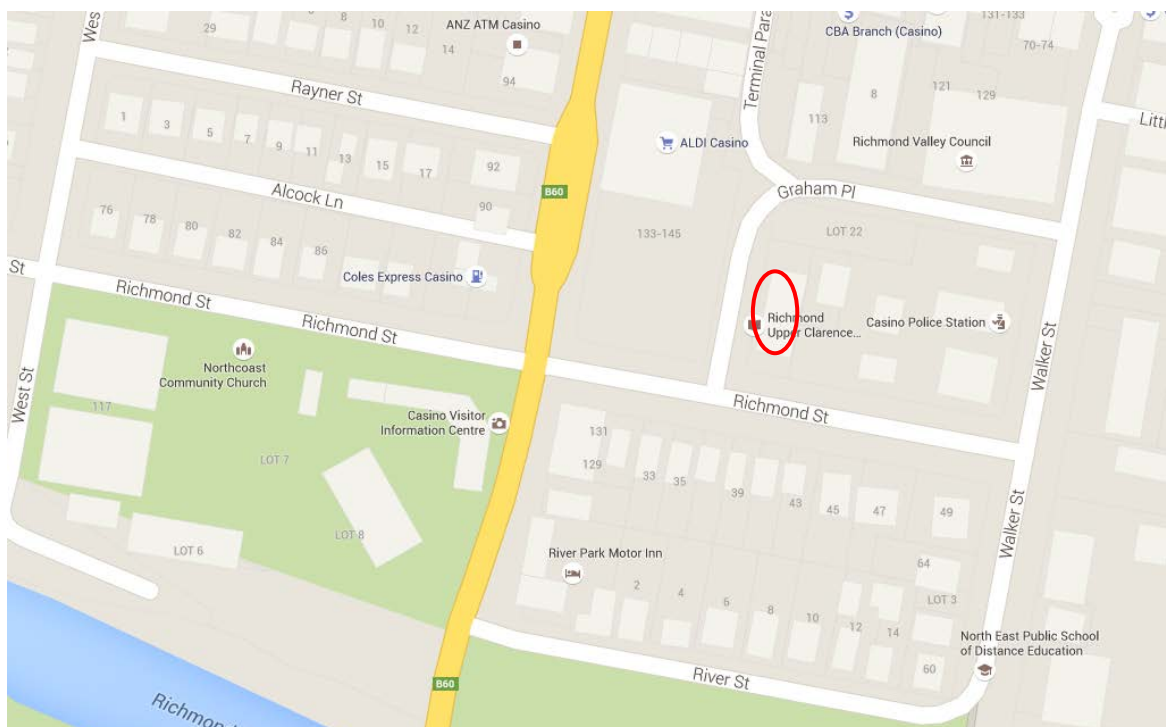 West
29
8
10
12
14
ANZ ATM Casino
94
Terminal Para
CBA Branch (Casino)
131-133
70-74
Rayner St
1
3
5
7
9
11
13
15
17
92
ALDI Casino
113
8
121
129
Richmond Valley Council
Littl
Alcock Ln
B60
90
Graham Pl
76
78
80
82
84
86
133-145
LOT 22
St
Coles Express Casino
Richmond St
Richmond St
Richmond
Upper Clarence...
Casino Police Station
Walker St
Northcoast
Community Church
West St
117
Casino Visitor
Information Centre
Richmond St
LOT 7
131
129
33
35
39
43
45
47
49
LOT 8
LOT 6
Walker St
River Park Motor Inn
2
4
6
8
10
12
14
64
LOT 3
60
North East Public School
of Distance Education
River St
B60
Richmon